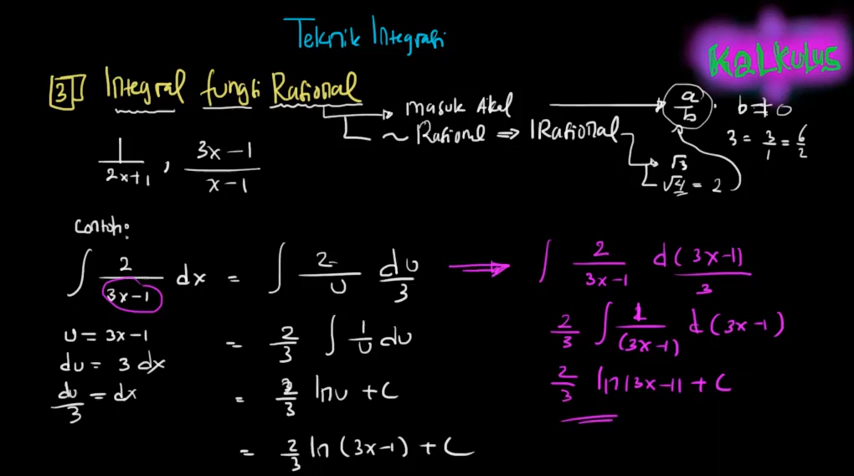 Teknik Integrasi
KALKULUS
3] Integral fungsi Rational
masuk Akal
a/b , b ≠ 0
~ Rational ⇒ IRational
3 = 3/1 = 6/2
√3
√4 = 2
1/(2x+1) , (3x-1)/(x-1)
Contoh:
∫ 2/(3x-1) dx = ∫ 2/u du/3
u = 3x-1
du = 3 dx
du/3 = dx
= 2/3 ∫ 1/u du
= 2/3 ln u + C
= 2/3 ln (3x-1) + C
∫ 2/(3x-1) d(3x-1)/3
2/3 ∫ 1/(3x-1) d(3x-1)
2/3 ln|3x-1| + C